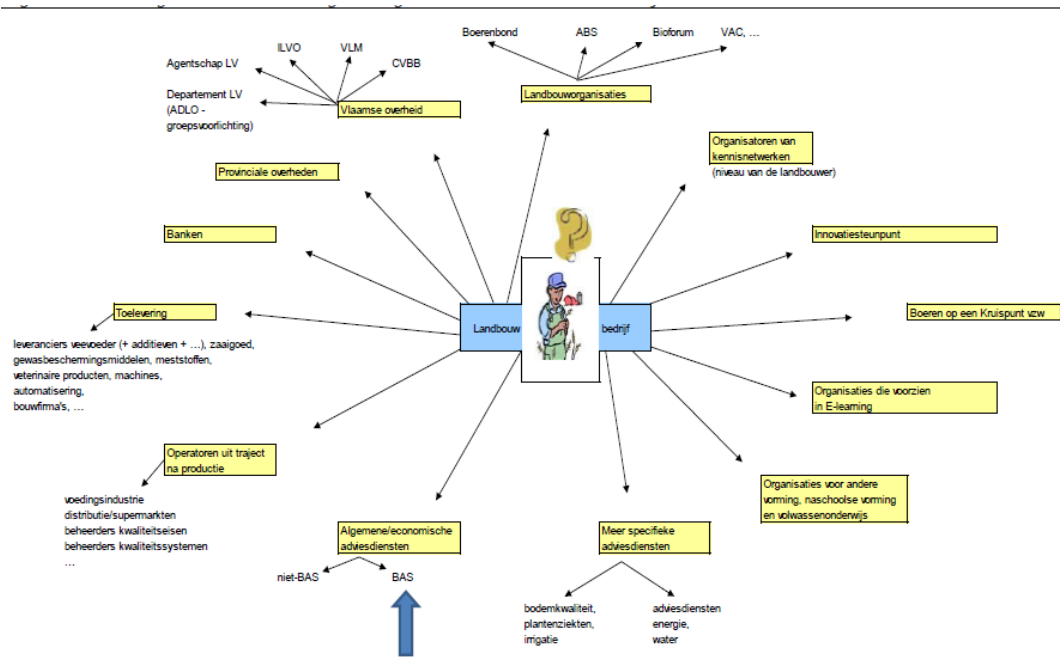 Boerenbond
ABS
Bioforum
VAC, …
ILVO
VLM
Agentschap LV
CVBB
Departement LV
(ADLO -
groepsvoorlichting)
Vlaamse overheid
Landbouworganisaties
Organisatoren van
kennisnetwerken
(niveau van de landbouwer)
Provinciale overheden
Banken
Innovatiesteunpunt
Toelevering
Boeren op een Kruispunt vzw
Landbouw
bedrijf
leveranciers veevoeder (+ additieven + …), zaaigoed,
gewasbeschermingsmiddelen, meststoffen,
veterinaire producten, machines,
automatisering,
bouwfirma's, …
Organisaties die voorzien
in E-learning
Operatoren uit traject
na productie
voedingsindustrie
distributie/supermarkten
beheerders kwaliteitseisen
beheerders kwaliteitssystemen
…
Organisaties voor andere
vorming, naschoolse vorming
en volwassenonderwijs
Algemene/economische
adviesdiensten
Meer specifieke
adviesdiensten
niet-BAS
BAS
bodemkwaliteit,
plantenziekten,
irrigatie
adviesdiensten
energie,
water